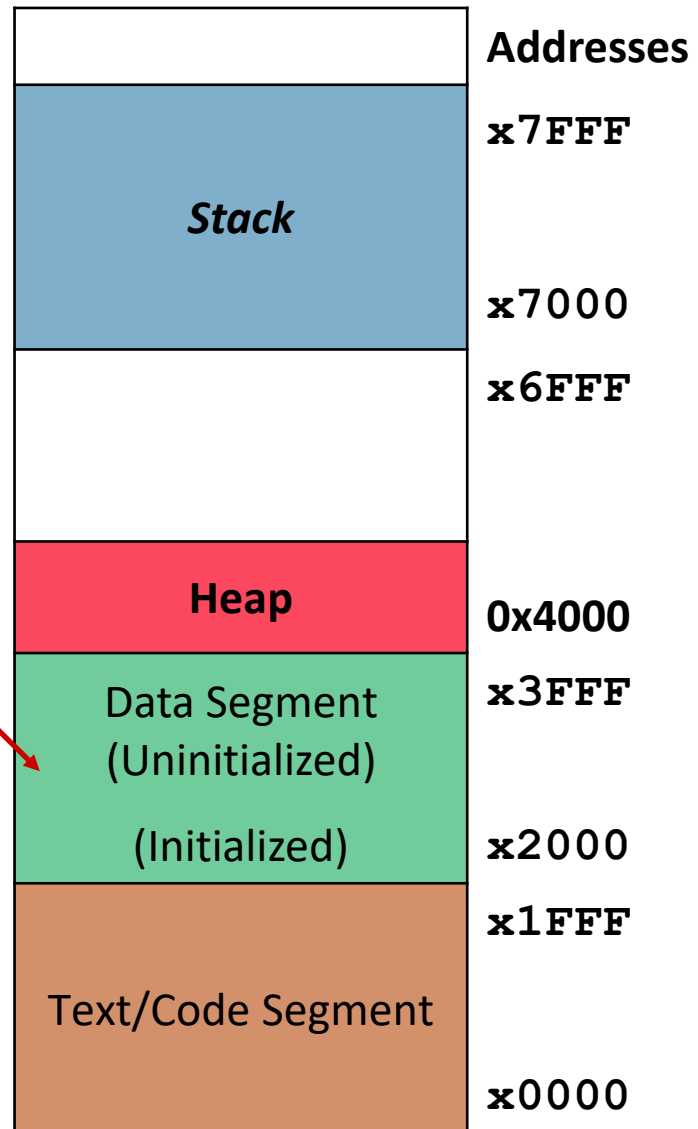 Addresses
x7FFF
Stack
x7000
x6FFF
Heap
0x4000
Data Segment
x3FFF
(Uninitialized)
(Initialized)
x2000
x1FFF
Text/Code Segment
x0000